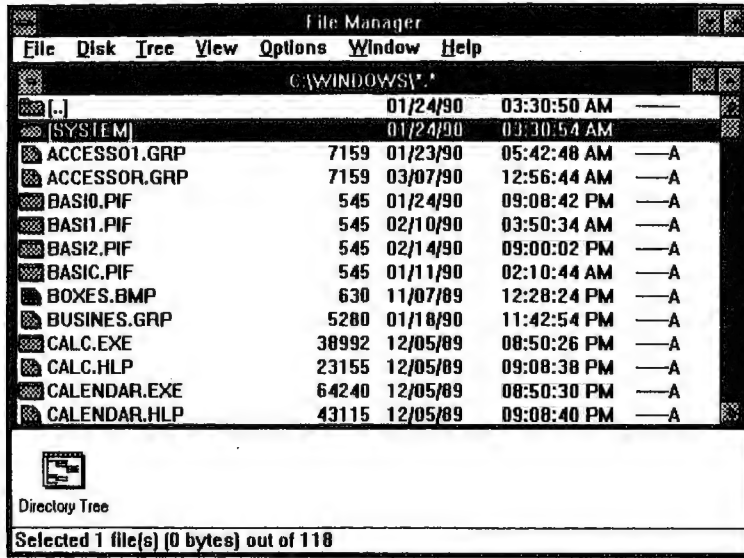 File Manager
File Disk Tree View Options Window Help
C:\WINDOWS\*.*
[..] 01/24/90 03:30:50 AM ----
[SYSTEM] 01/24/90 03:30:54 AM
ACCESSO1.GRP 7159 01/23/90 05:42:48 AM ---A
ACCESSOR.GRP 7159 03/07/90 12:56:44 AM ---A
BASI0.PIF 545 01/24/90 09:08:42 PM ---A
BASI1.PIF 545 02/10/90 03:50:34 AM ---A
BASI2.PIF 545 02/14/90 09:00:02 PM ---A
BASIC.PIF 545 01/11/90 02:10:44 AM ---A
BOXES.BMP 630 11/07/89 12:28:24 PM ---A
BUSINES.GRP 5280 01/18/90 11:42:54 PM ---A
CALC.EXE 38992 12/05/89 08:50:26 PM ---A
CALC.HLP 23155 12/05/89 09:08:38 PM ---A
CALENDAR.EXE 64240 12/05/89 08:50:30 PM ---A
CALENDAR.HLP 43115 12/05/89 09:08:40 PM ---A
Directory Tree
Selected 1 file(s) (0 bytes) out of 118